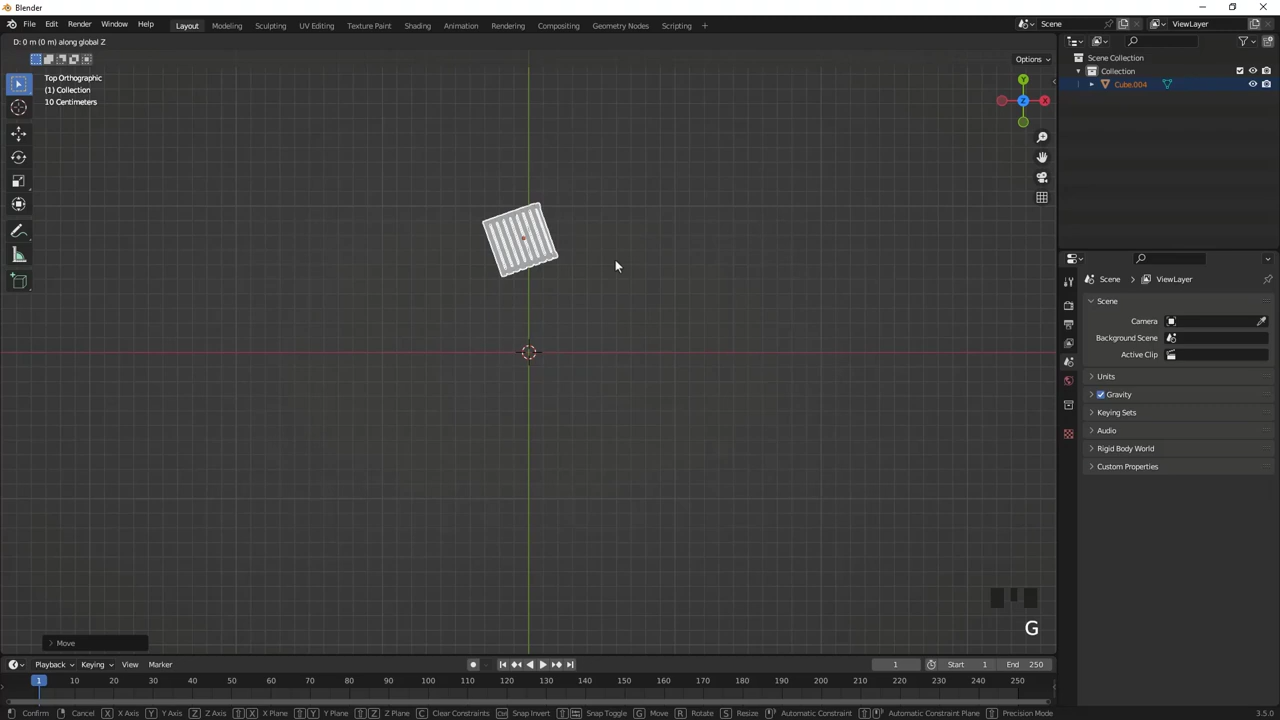 Blender
File Edit Render Window Help
Layout Modeling Sculpting UV Editing Texture Paint Shading Animation Rendering Compositing Geometry Nodes Scripting +
Scene
ViewLayer
D: 0 m (0 m) along global Z
Options
Top Orthographic
(1) Collection
10 Centimeters
Y
Z
X
Scene Collection
Collection
Cube.004
Scene
ViewLayer
Scene
Camera
Background Scene
Active Clip
Units
Gravity
Keying Sets
Audio
Rigid Body World
Custom Properties
G
Move
Playback Keying View Marker
1
Start 1
End 250
1 10 20 30 40 50 60 70 80 90 100 110 120 130 140 150 160 170 180 190 200 210 220 230 240 250
Confirm Cancel X X Axis Y Y Axis Z Z Axis X X Plane Y Y Plane Z Z Plane C Clear Constraints Ctrl Snap Invert Snap Toggle G Move R Rotate S Resize Automatic Constraint Automatic Plane Constraint Precision Mode
3.5.0